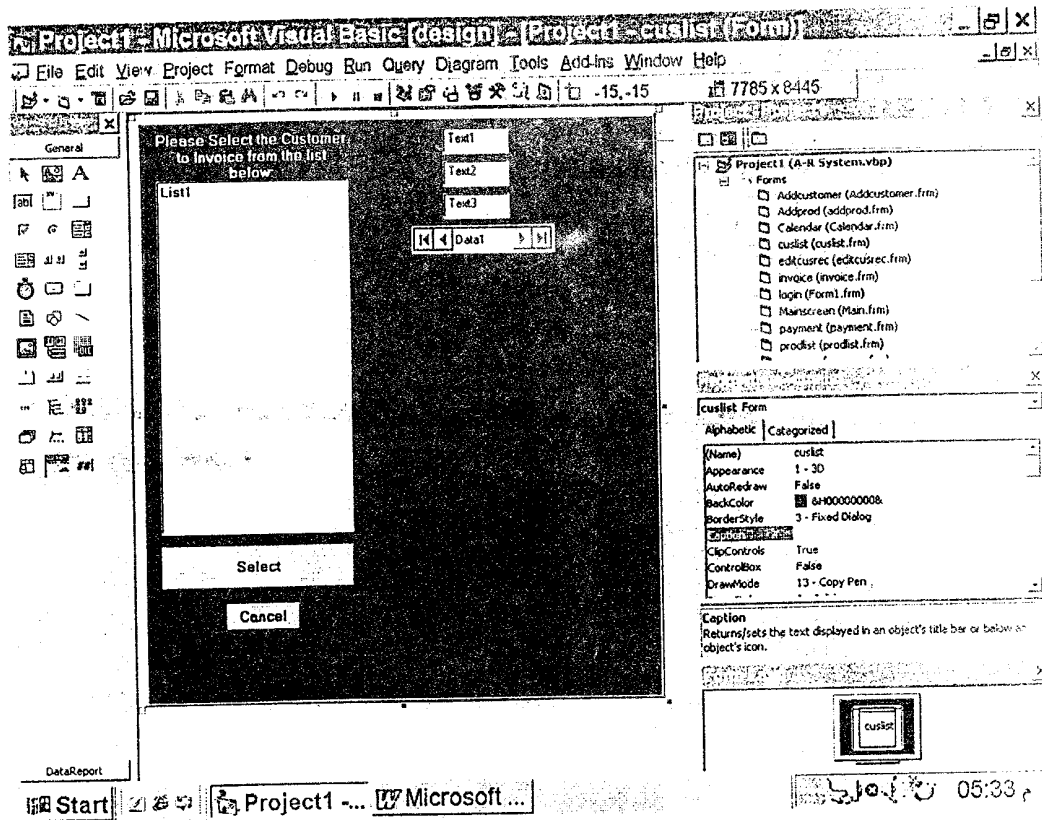 Project1 - Microsoft Visual Basic [design] - [Project1 - cuslist (Form)]
File Edit View Project Format Debug Run Query Diagram Tools Add-Ins Window Help
-15,-15 7785 x 8445
General
DataReport
Please Select the Customer
to Invoice from the list
below
List1
Select
Cancel
Text1
Text2
Text3
Data1
Project1 (A-R System.vbp)
Forms
Addcustomer (Addcustomer.frm)
Addprod (addprod.frm)
Calendar (Calendar.frm)
cuslist (cuslist.frm)
editcusrec (editcusrec.frm)
invoice (invoice.frm)
login (Form1.frm)
Mainscreen (Main.frm)
payment (payment.frm)
prodlist (prodlist.frm)
cuslist Form
Alphabetic Categorized
(Name) cuslist
Appearance 1 - 3D
AutoRedraw False
BackColor &H00000000&
BorderStyle 3 - Fixed Dialog
Caption
ClipControls True
ControlBox False
DrawMode 13 - Copy Pen
Caption
Returns/sets the text displayed in an object's title bar or below an
object's icon.
cuslist
Start Project1 -... Microsoft ... 05:33 م